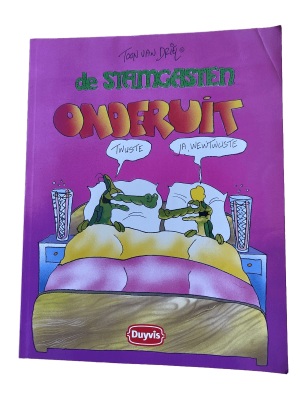 TOON VAN DRIEL
de STAMGASTEN
ONDERUIT
TWUSTE
JA, WEWTWUSTE
Duyvis